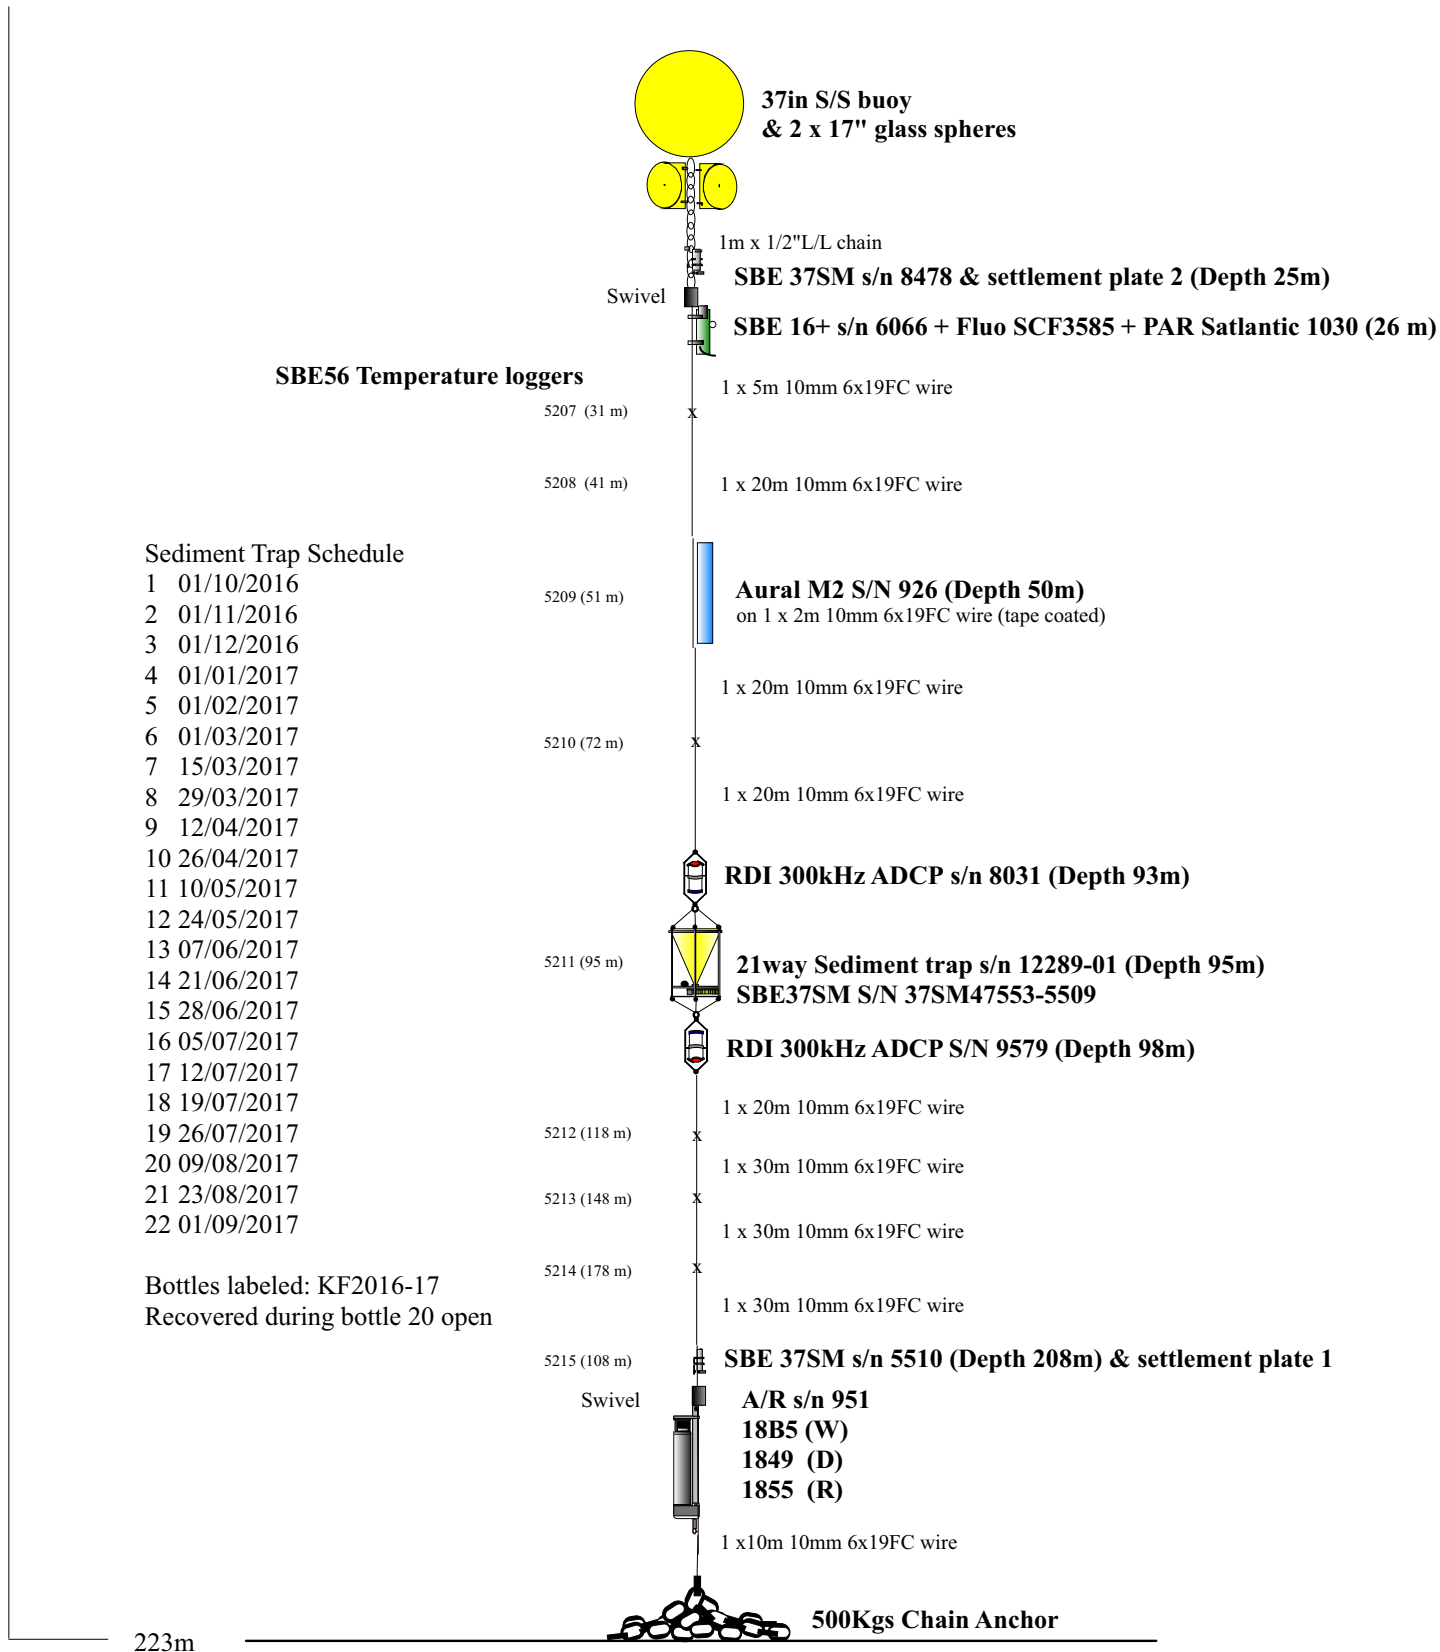 37in S/S buoy
& 2 x 17" glass spheres
1m x 1/2"L/L chain
SBE 37SM s/n 8478 & settlement plate 2 (Depth 25m)
Swivel
SBE 16+ s/n 6066 + Fluo SCF3585 + PAR Satlantic 1030 (26 m)
SBE56 Temperature loggers
1 x 5m 10mm 6x19FC wire
5207 (31 m)
x
5208 (41 m)
1 x 20m 10mm 6x19FC wire
Sediment Trap Schedule
1 01/10/2016
2 01/11/2016
3 01/12/2016
4 01/01/2017
5 01/02/2017
6 01/03/2017
7 15/03/2017
8 29/03/2017
9 12/04/2017
10 26/04/2017
11 10/05/2017
12 24/05/2017
13 07/06/2017
14 21/06/2017
15 28/06/2017
16 05/07/2017
17 12/07/2017
18 19/07/2017
19 26/07/2017
20 09/08/2017
21 23/08/2017
22 01/09/2017
Bottles labeled: KF2016-17
Recovered during bottle 20 open
5209 (51 m)
Aural M2 S/N 926 (Depth 50m)
on 1 x 2m 10mm 6x19FC wire (tape coated)
1 x 20m 10mm 6x19FC wire
5210 (72 m)
x
1 x 20m 10mm 6x19FC wire
RDI 300kHz ADCP s/n 8031 (Depth 93m)
5211 (95 m)
21way Sediment trap s/n 12289-01 (Depth 95m)
SBE37SM S/N 37SM47553-5509
RDI 300kHz ADCP S/N 9579 (Depth 98m)
1 x 20m 10mm 6x19FC wire
5212 (118 m)
x
1 x 30m 10mm 6x19FC wire
5213 (148 m)
x
1 x 30m 10mm 6x19FC wire
5214 (178 m)
x
1 x 30m 10mm 6x19FC wire
5215 (108 m)
SBE 37SM s/n 5510 (Depth 208m) & settlement plate 1
Swivel
A/R s/n 951
18B5 (W)
1849 (D)
1855 (R)
1 x10m 10mm 6x19FC wire
500Kgs Chain Anchor
223m